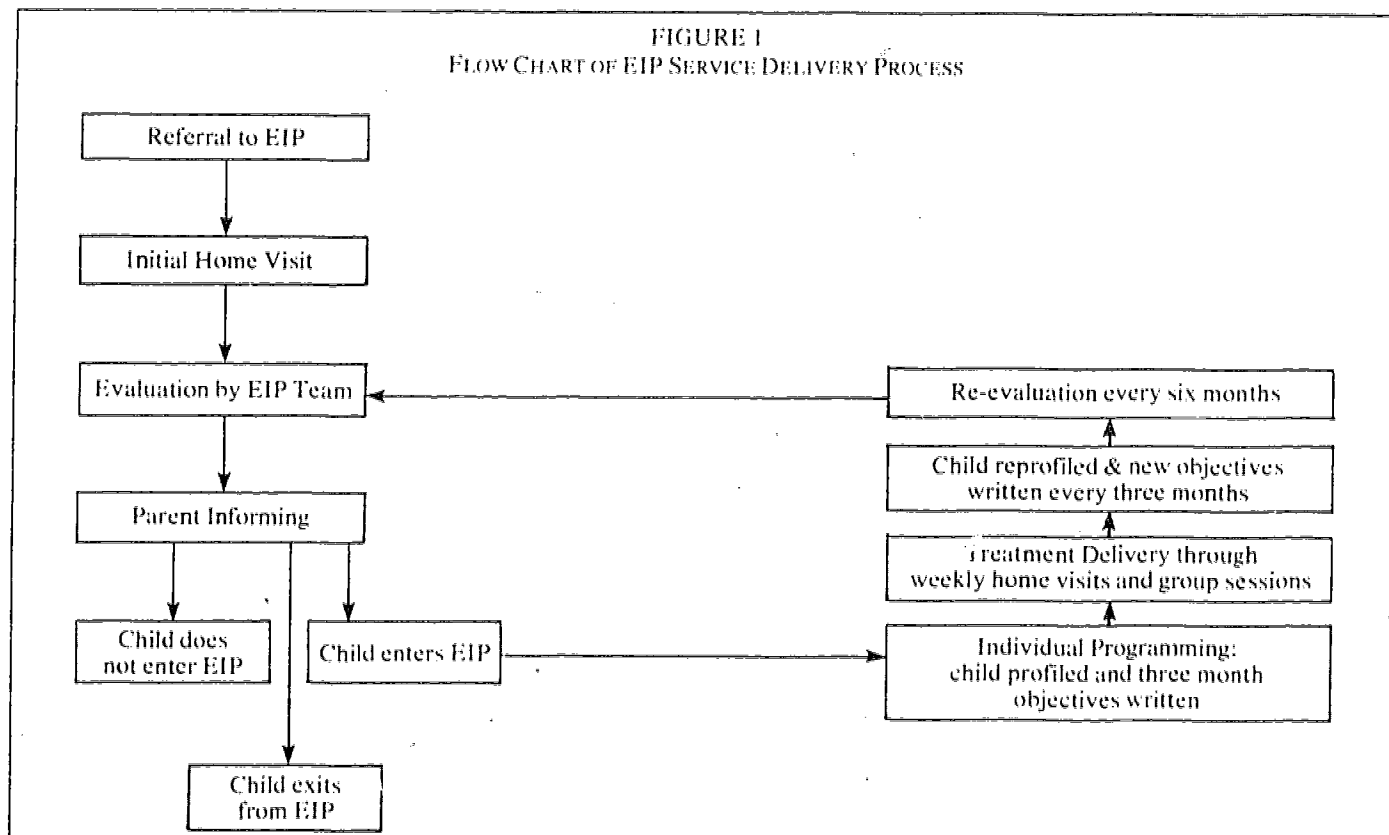 FIGURE 1
FLOW CHART OF EIP SERVICE DELIVERY PROCESS
Referral to EIP
Initial Home Visit
Evaluation by EIP Team
Parent Informing
Child does
not enter EIP
Child enters EIP
Child exits
from EIP
Individual Programming:
child profiled and three month
objectives written
Treatment Delivery through
weekly home visits and group sessions
Child reprofiled & new objectives
written every three months
Re-evaluation every six months